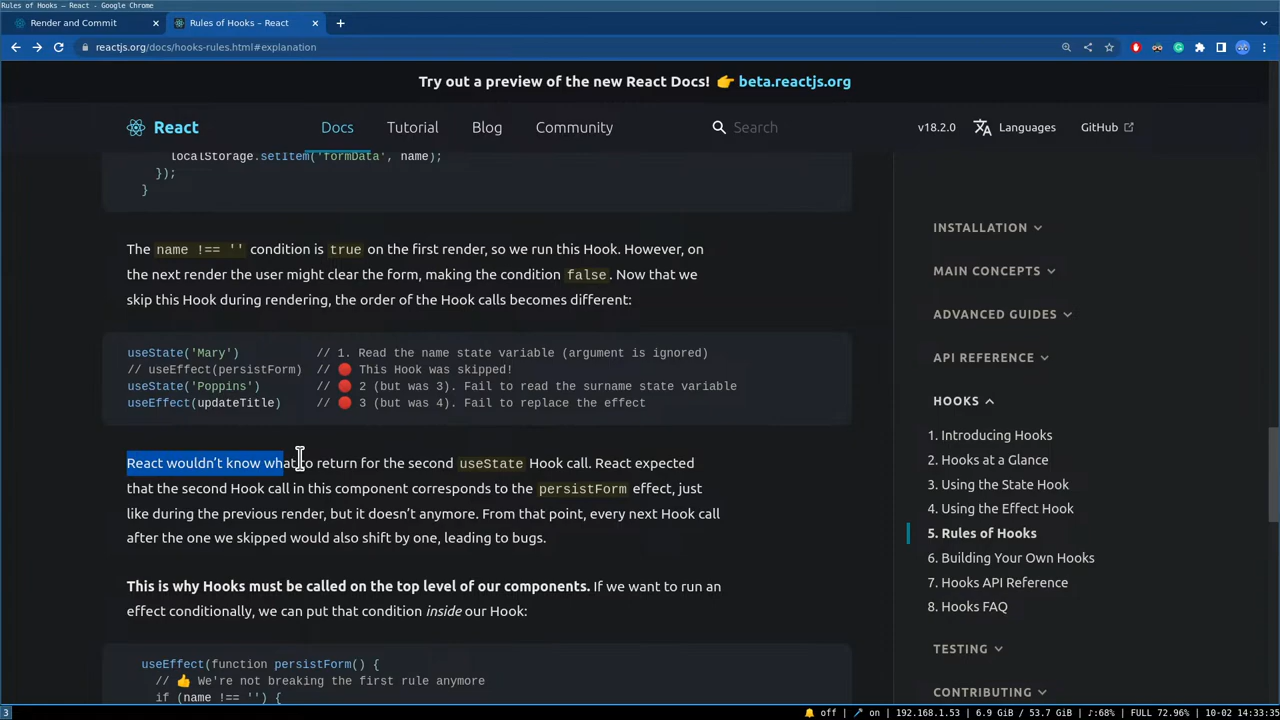 Rules of Hooks – React - Google Chrome
Render and Commit
Rules of Hooks – React
reactjs.org/docs/hooks-rules.html#explanation
Try out a preview of the new React Docs! 👉 beta.reactjs.org
React
Docs
Tutorial
Blog
Community
Search
v18.2.0
Languages
GitHub
localStorage.setItem('formData', name);
});
}
The name !== '' condition is true on the first render, so we run this Hook. However, on
the next render the user might clear the form, making the condition false. Now that we
skip this Hook during rendering, the order of the Hook calls becomes different:
useState('Mary') // 1. Read the name state variable (argument is ignored)
// useEffect(persistForm) // 🔴 This Hook was skipped!
useState('Poppins') // 🔴 2 (but was 3). Fail to read the surname state variable
useEffect(updateTitle) // 🔴 3 (but was 4). Fail to replace the effect
React wouldn't know what to return for the second useState Hook call. React expected
that the second Hook call in this component corresponds to the persistForm effect, just
like during the previous render, but it doesn't anymore. From that point, every next Hook call
after the one we skipped would also shift by one, leading to bugs.
This is why Hooks must be called on the top level of our components. If we want to run an
effect conditionally, we can put that condition inside our Hook:
useEffect(function persistForm() {
// 👍 We're not breaking the first rule anymore
if (name !== '') {
INSTALLATION
MAIN CONCEPTS
ADVANCED GUIDES
API REFERENCE
HOOKS
1. Introducing Hooks
2. Hooks at a Glance
3. Using the State Hook
4. Using the Effect Hook
5. Rules of Hooks
6. Building Your Own Hooks
7. Hooks API Reference
8. Hooks FAQ
TESTING
CONTRIBUTING
3
🔔 off | on | 192.168.1.53 | 6.9 GiB / 53.7 GiB | ♪:68% | FULL 72.96% | 10-02 14:33:35